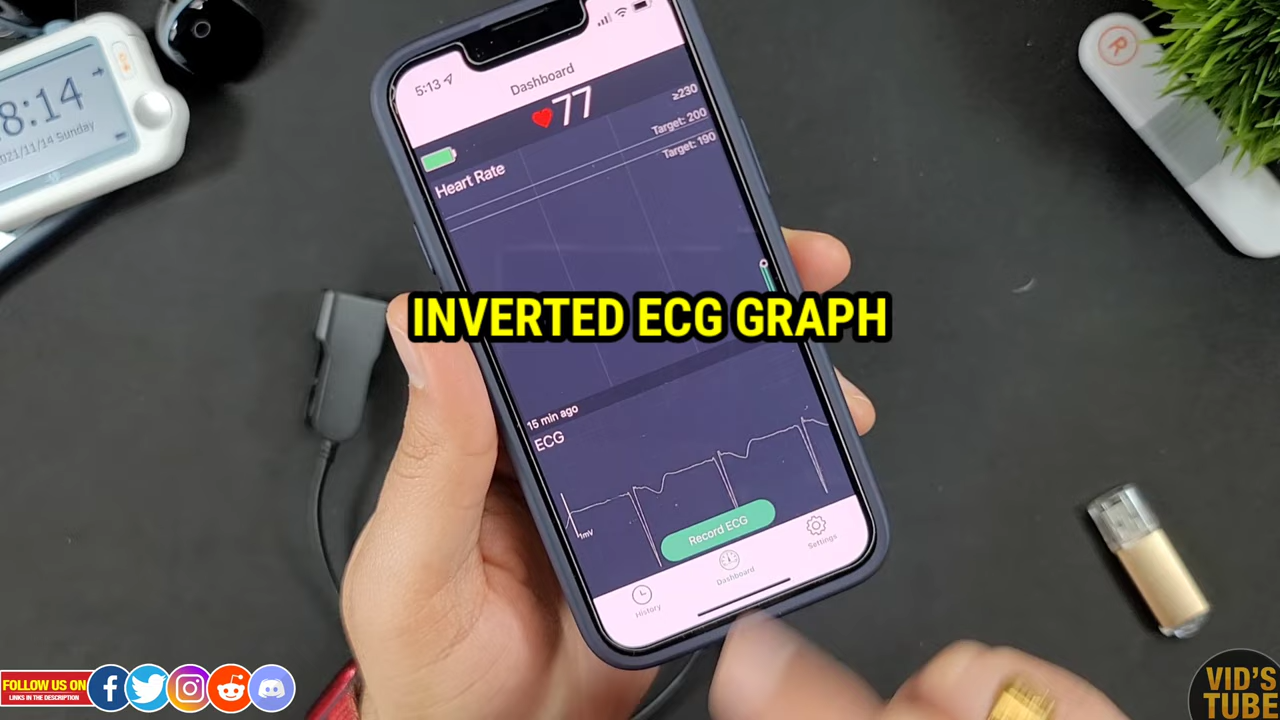 5:13
Dashboard
77
≥230
Target: 200
Target: 190
Heart Rate
8:14
2021/11/14 Sunday
R
INVERTED ECG GRAPH
15 min ago
ECG
1mV
Record ECG
History
Dashboard
Settings
FOLLOW US ON
LINKS IN THE DESCRIPTION
VID'S
TUBE